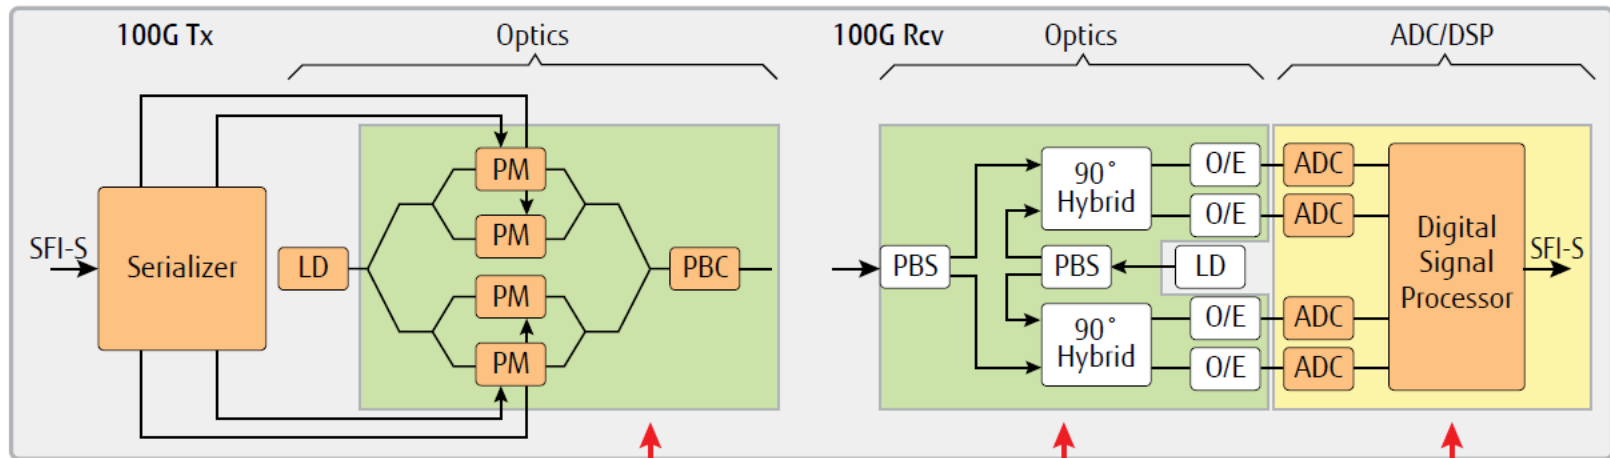 100G Tx
Optics
100G Rcv
Optics
ADC/DSP
SFI-S
Serializer
LD
PM
PM
PM
PM
PBC
PBS
90°
Hybrid
O/E
O/E
PBS
LD
90°
Hybrid
O/E
O/E
ADC
ADC
ADC
ADC
Digital
Signal
Processor
SFI-S